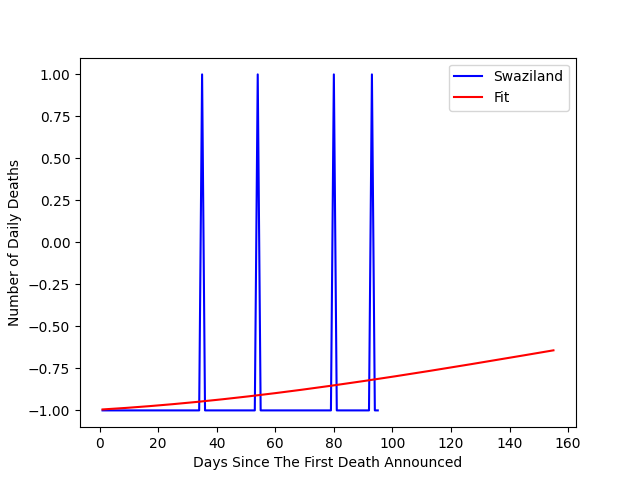 Swaziland
Fit
1.00
0.75
0.50
0.25
0.00
−0.25
−0.50
−0.75
−1.00
Number of Daily Deaths
0 20 40 60 80 100 120 140 160
Days Since The First Death Announced